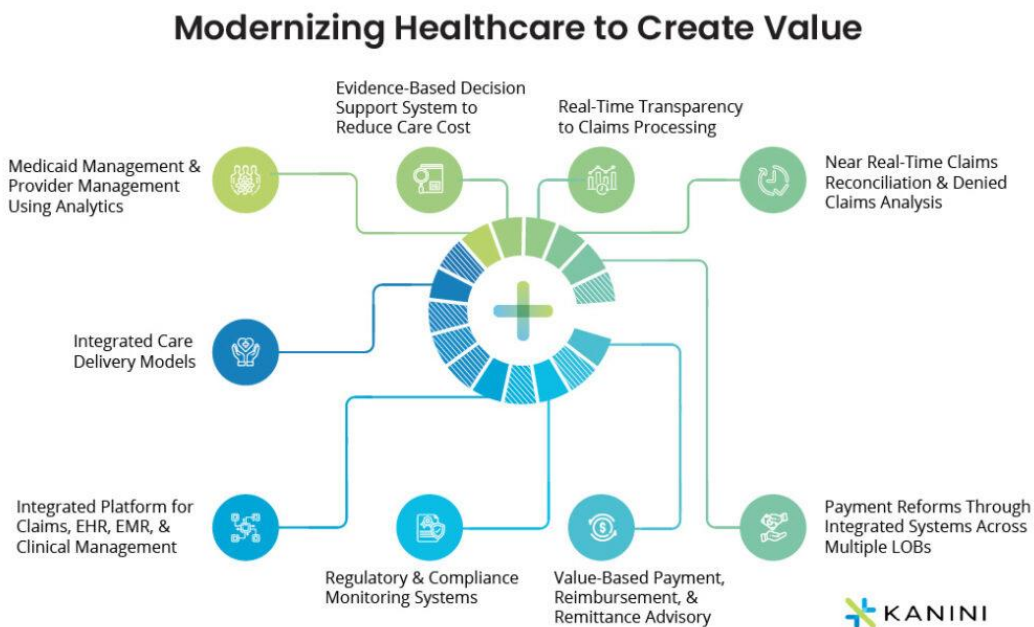 Modernizing Healthcare to Create Value
Evidence-Based Decision
Support System to
Reduce Care Cost
Real-Time Transparency
to Claims Processing
Medicaid Management &
Provider Management
Using Analytics
Near Real-Time Claims
Reconciliation & Denied
Claims Analysis
Integrated Care
Delivery Models
Integrated Platform for
Claims, EHR, EMR, &
Clinical Management
Regulatory & Compliance
Monitoring Systems
Value-Based Payment,
Reimbursement, &
Remittance Advisory
Payment Reforms Through
Integrated Systems Across
Multiple LOBs
KANINI